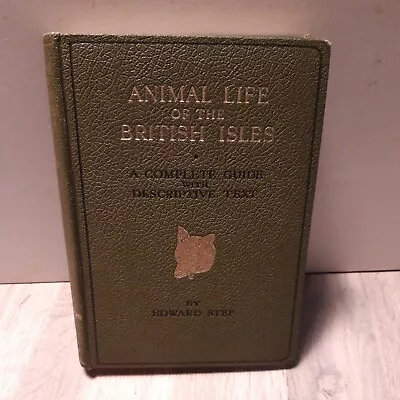 ANIMAL LIFE
OF THE
BRITISH ISLES
A COMPLETE GUIDE
WITH
DESCRIPTIVE TEXT
BY
EDWARD STEP